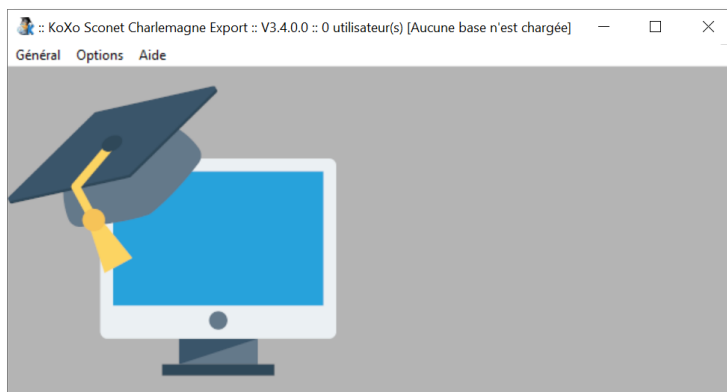 :: KoXo Sconet Charlemagne Export :: V3.4.0.0 :: 0 utilisateur(s) [Aucune base n'est chargée]
Général Options Aide